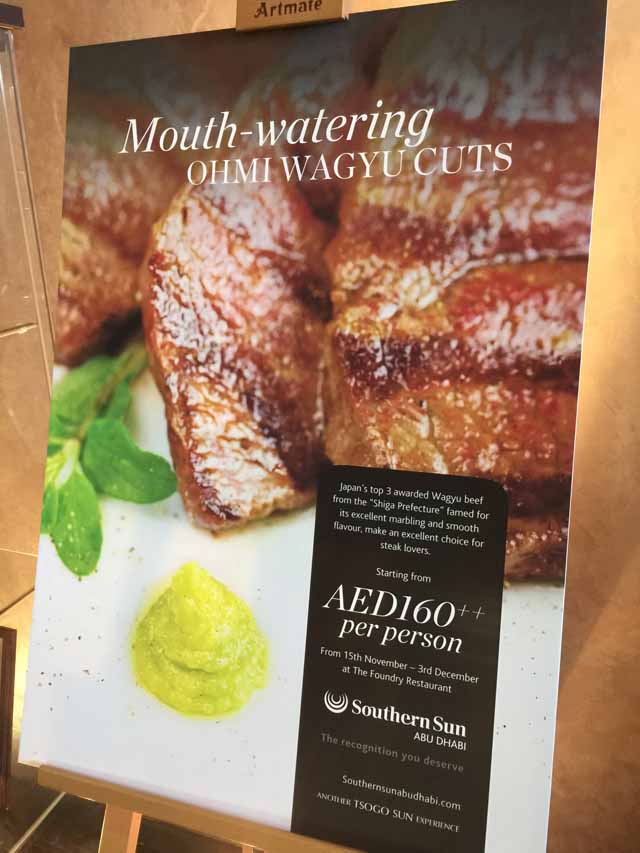 Artmate
Mouth-watering
OHMI WAGYU CUTS
Japan's top 3 awarded Wagyu beef
from the "Shiga Prefecture" famed for
its excellent marbling and smooth
flavour, make an excellent choice for
steak lovers.
Starting from
AED160++
per person
From 15th November – 3rd December
at The Foundry Restaurant
Southern Sun
ABU DHABI
The recognition you deserve
Southernsunabudhabi.com
ANOTHER TSOGO SUN EXPERIENCE